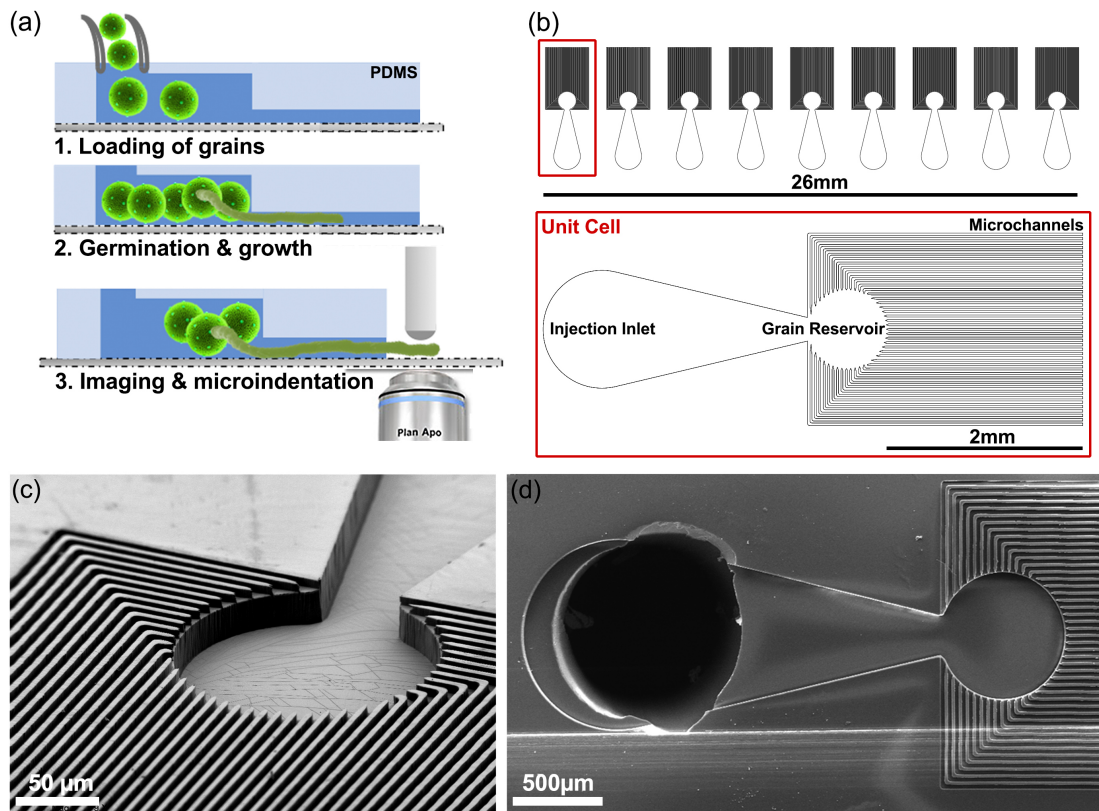 (a)
PDMS
1. Loading of grains
2. Germination & growth
3. Imaging & microindentation
Plan Apo
(b)
26mm
Unit Cell
Microchannels
Injection Inlet
Grain Reservoir
2mm
(c)
50 µm
(d)
500µm